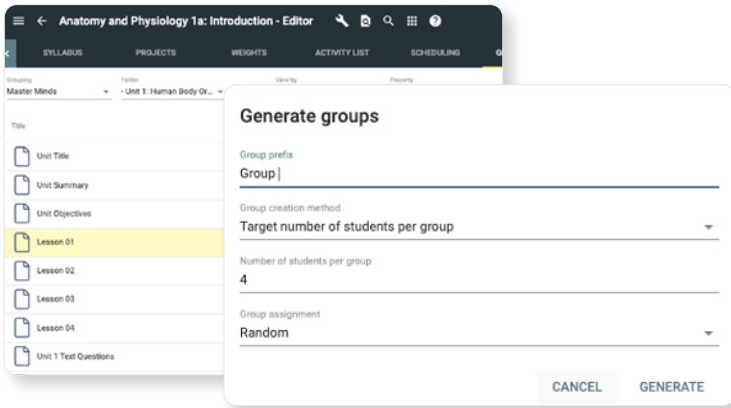 Anatomy and Physiology 1a: Introduction - Editor
SYLLABUS PROJECTS WEIGHTS ACTIVITY LIST SCHEDULING
Grouping Folder View by Property
Master Minds - Unit 1: Human Body Or...
Title
Unit Title
Unit Summary
Unit Objectives
Lesson 01
Lesson 02
Lesson 03
Lesson 04
Unit 1 Text Questions
Generate groups
Group prefix
Group
Group creation method
Target number of students per group
Number of students per group
4
Group assignment
Random
CANCEL GENERATE